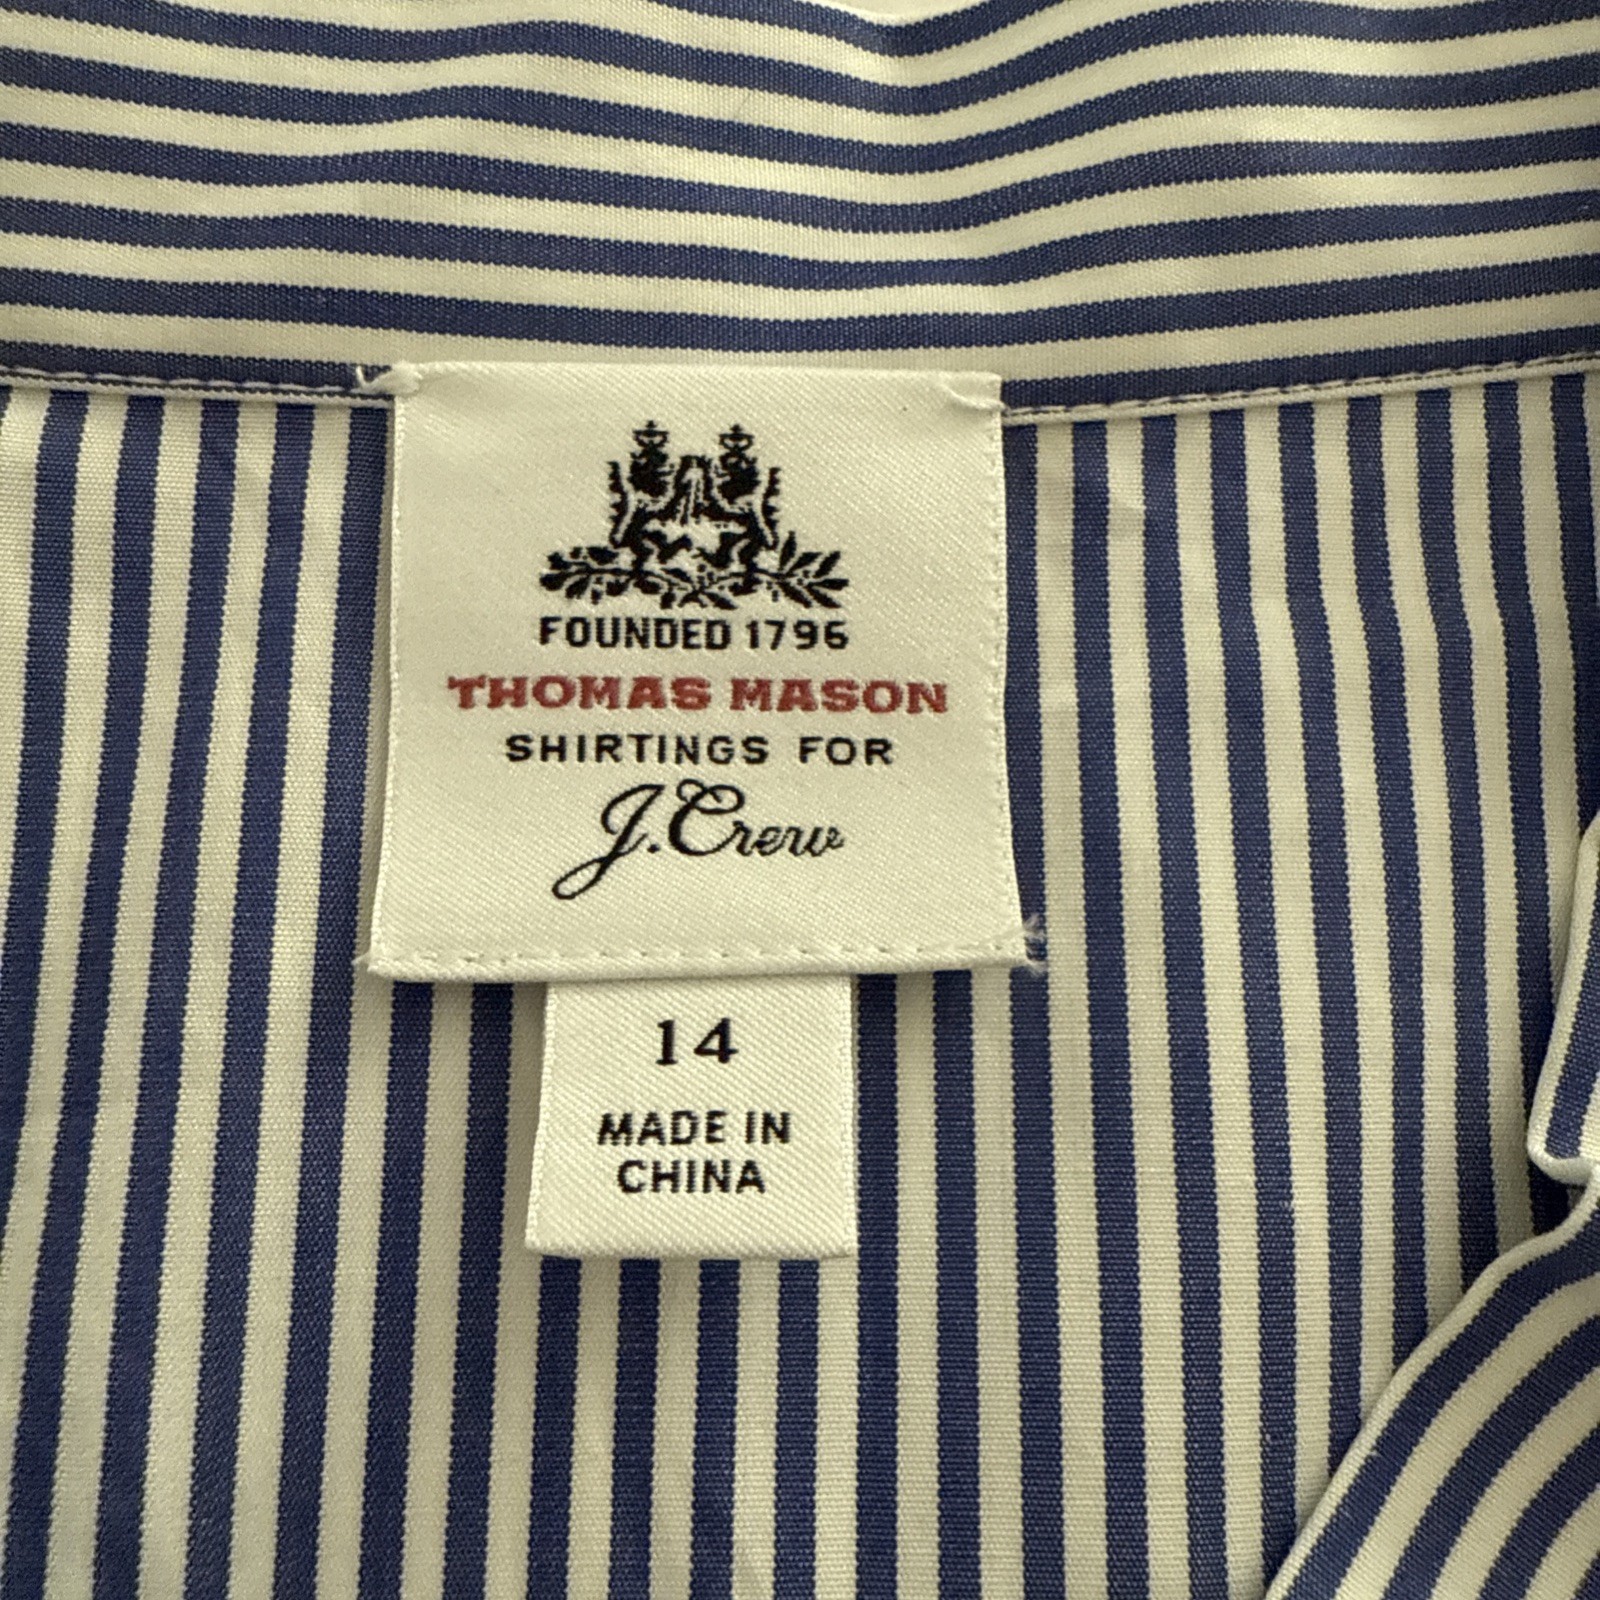 FOUNDED 1796
THOMAS MASON
SHIRTINGS FOR
J.Crew
14
MADE IN
CHINA